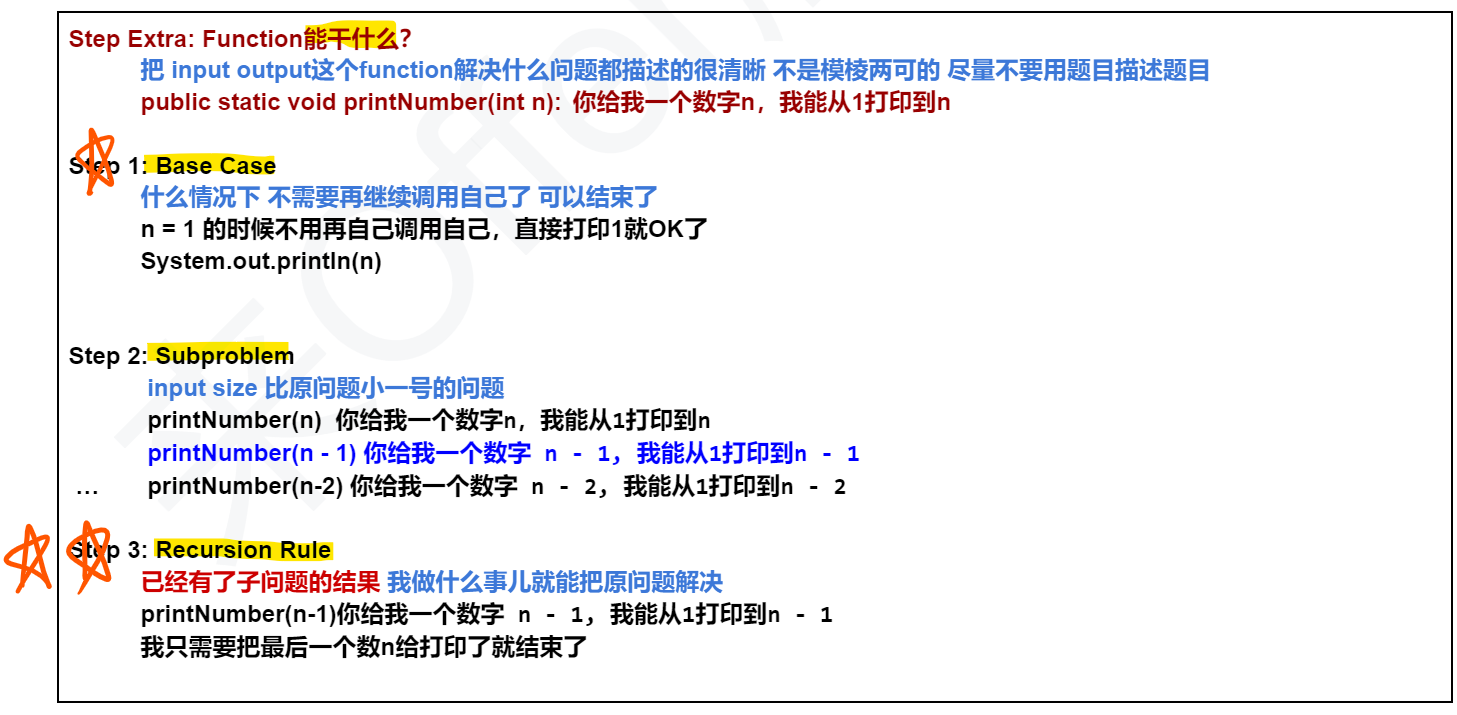 Step Extra: Function能干什么?
把 input output这个function解决什么问题都描述的很清晰 不是模棱两可的 尽量不要用题目描述题目
public static void printNumber(int n): 你给我一个数字n，我能从1打印到n
Step 1: Base Case
什么情况下 不需要再继续调用自己了 可以结束了
n = 1 的时候不用再自己调用自己，直接打印1就OK了
System.out.println(n)
Step 2: Subproblem
input size 比原问题小一号的问题
printNumber(n) 你给我一个数字n，我能从1打印到n
printNumber(n - 1) 你给我一个数字 n - 1，我能从1打印到n - 1
... printNumber(n-2) 你给我一个数字 n - 2，我能从1打印到n - 2
Step 3: Recursion Rule
已经有了子问题的结果 我做什么事儿就能把原问题解决
printNumber(n-1)你给我一个数字 n - 1，我能从1打印到n - 1
我只需要把最后一个数n给打印了就结束了